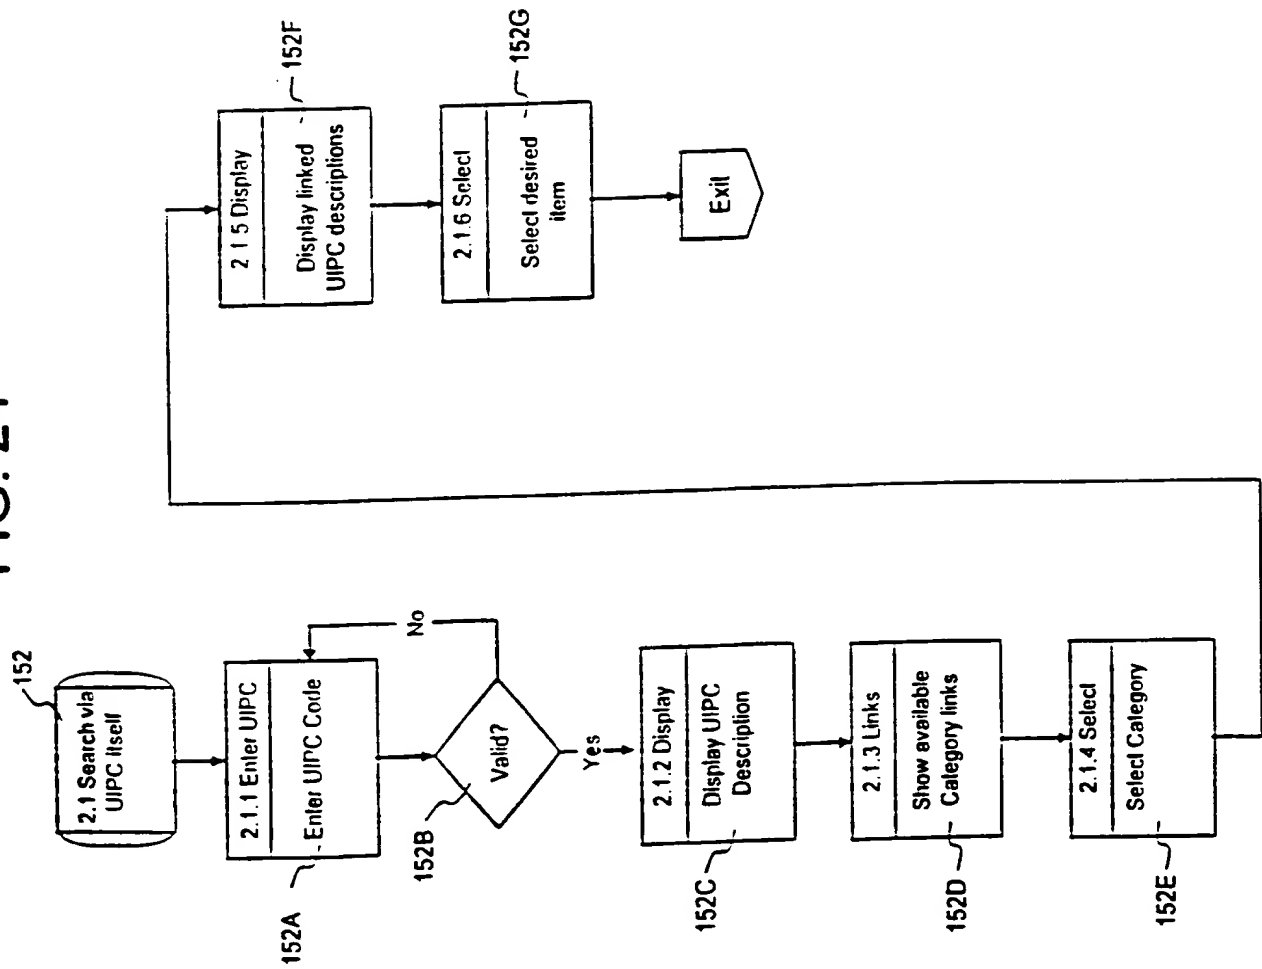 152
2.1 Search via
UIPC Itself
2.1.1 Enter UIPC
Enter UIPC Code
152A
Valid?
152B
No
Yes
2.1.2 Display
Display UIPC
Description
152C
2.1.3 Links
Show available
Category links
152D
2.1.4 Select
Select Category
152E
2.1.5 Display
Display linked
UIPC descriptions
152F
2.1.6 Select
Select desired
item
152G
Exit